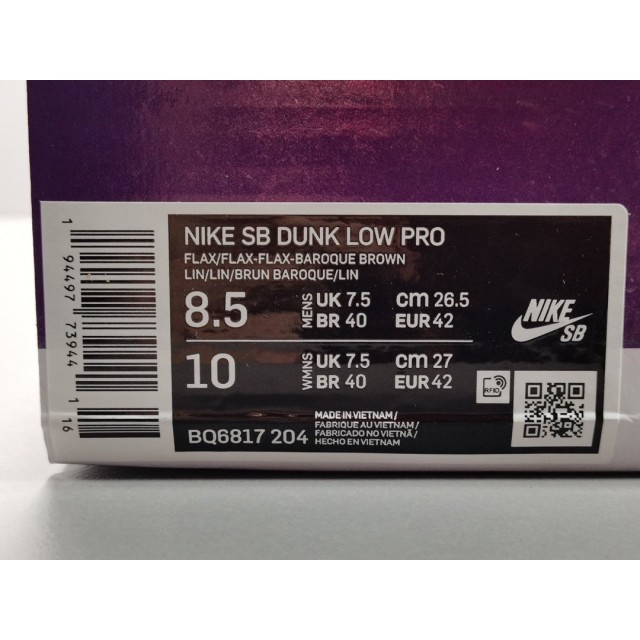 1 94497 73944 1 16
NIKE SB DUNK LOW PRO
FLAX/FLAX-FLAX-BAROQUE BROWN
LIN/LIN/BRUN BAROQUE/LIN
8.5 MENS UK 7.5 cm 26.5
BR 40 EUR 42
10 WMNS UK 7.5 cm 27
BR 40 EUR 42
NIKE
SB
RFID
BQ6817 204
MADE IN VIETNAM/
FABRIQUE AU VIETNAM/
FABRICADO NO VIETNÃ/
HECHO EN VIETNAM